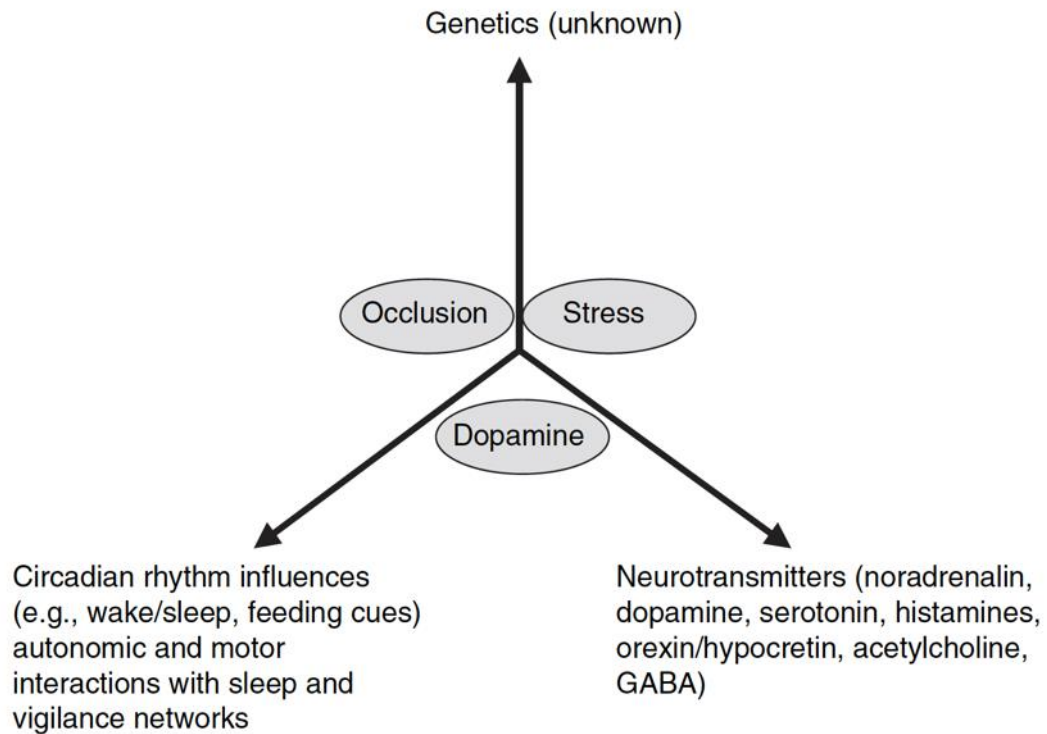 Genetics (unknown)
Occlusion
Stress
Dopamine
Circadian rhythm influences
(e.g., wake/sleep, feeding cues)
autonomic and motor
interactions with sleep and
vigilance networks
Neurotransmitters (noradrenalin,
dopamine, serotonin, histamines,
orexin/hypocretin, acetylcholine,
GABA)